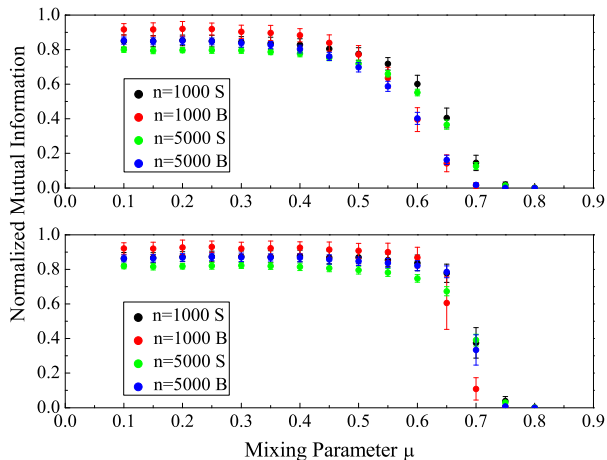 Normalized Mutual Information
1.0
0.8
0.6
0.4
0.2
0.0
n=1000 S
n=1000 B
n=5000 S
n=5000 B
0.0 0.1 0.2 0.3 0.4 0.5 0.6 0.7 0.8 0.9
1.0
0.8
0.6
0.4
0.2
0.0
n=1000 S
n=1000 B
n=5000 S
n=5000 B
0.0 0.1 0.2 0.3 0.4 0.5 0.6 0.7 0.8 0.9
Mixing Parameter μ